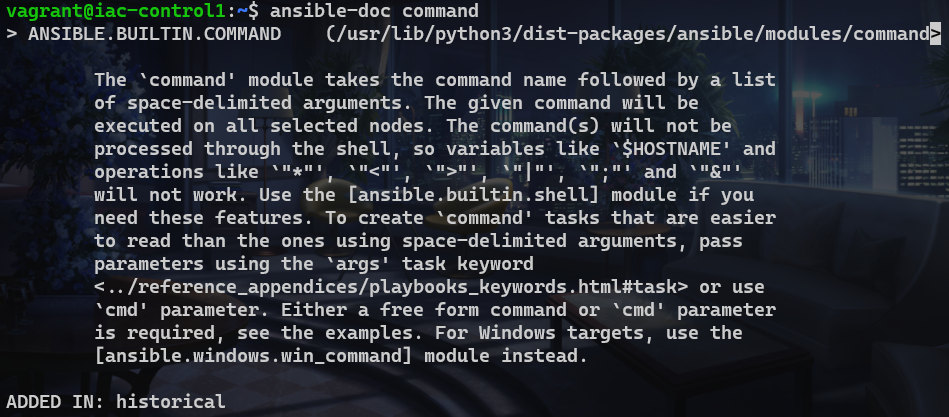 vagrant@iac-control1:~$ ansible-doc command
> ANSIBLE.BUILTIN.COMMAND    (/usr/lib/python3/dist-packages/ansible/modules/command>
The `command' module takes the command name followed by a list
of space-delimited arguments. The given command will be
executed on all selected nodes. The command(s) will not be
processed through the shell, so variables like `$HOSTNAME' and
operations like `"*"', `"<"', `">"', `"|"', `";"' and `"&"'
will not work. Use the [ansible.builtin.shell] module if you
need these features. To create `command' tasks that are easier
to read than the ones using space-delimited arguments, pass
parameters using the `args' task keyword
<../reference_appendices/playbooks_keywords.html#task> or use
`cmd' parameter. Either a free form command or `cmd' parameter
is required, see the examples. For Windows targets, use the
[ansible.windows.win_command] module instead.
ADDED IN: historical